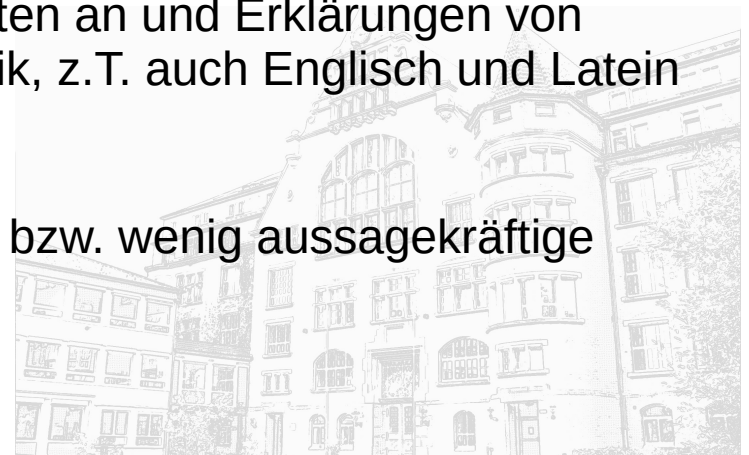 ten an und Erklärungen von
ik, z.T. auch Englisch und Latein
bzw. wenig aussagekräftige